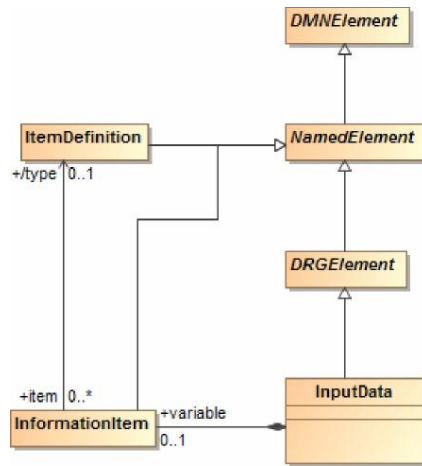 DMNElement
ItemDefinition
NamedElement
+/type 0..1
DRGElement
+item 0..*
InformationItem
+variable
0..1
InputData